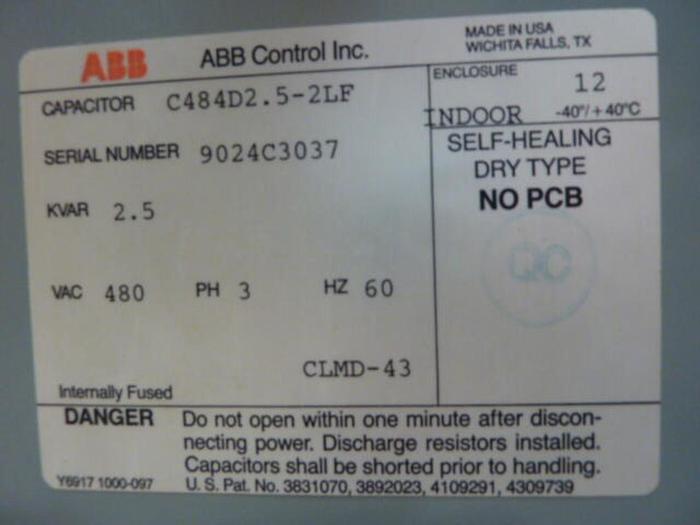 ABB ABB Control Inc.
MADE IN USA
WICHITA FALLS, TX
CAPACITOR C484D2.5-2LF
ENCLOSURE 12
INDOOR -40°/+40°C
SERIAL NUMBER 9024C3037
SELF-HEALING
DRY TYPE
NO PCB
KVAR 2.5
QC
VAC 480 PH 3 HZ 60
CLMD-43
Internally Fused
DANGER Do not open within one minute after discon-
necting power. Discharge resistors installed.
Capacitors shall be shorted prior to handling.
Y6917 1000-097 U. S. Pat. No. 3831070, 3892023, 4109291, 4309739